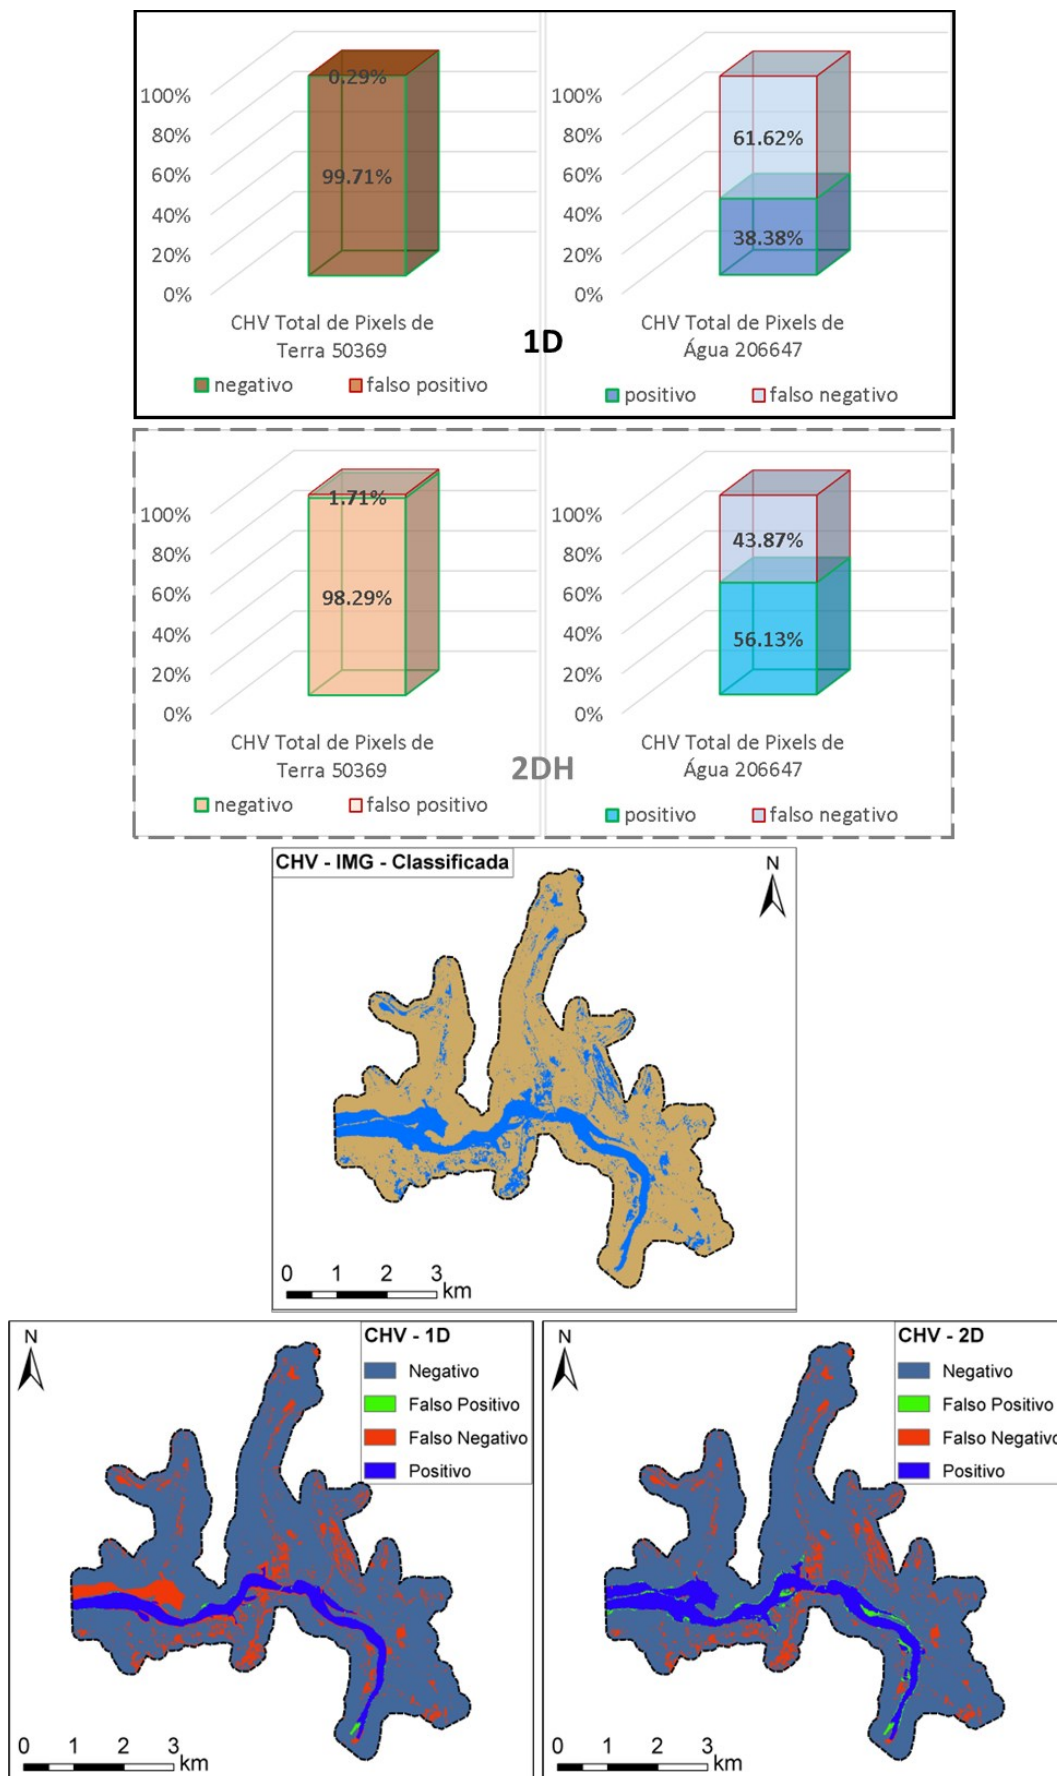 0.29%
100%
80%
60%
99.71%
40%
20%
0%
CHV Total de Pixels de
Terra 50369
negativo falso positivo
100%
80%
61.62%
60%
40%
38.38%
20%
0%
CHV Total de Pixels de
Água 206647
positivo falso negativo
1D
1.71%
100%
80%
60%
98.29%
40%
20%
0%
CHV Total de Pixels de
Terra 50369
negativo falso positivo
100%
43.87%
80%
60%
40%
56.13%
20%
0%
CHV Total de Pixels de
Água 206647
positivo falso negativo
2DH
CHV - IMG - Classificada
N
0 1 2 3
km
N
CHV - 1D
Negativo
Falso Positivo
Falso Negativo
Positivo
0 1 2 3
km
N
CHV - 2D
Negativo
Falso Positivo
Falso Negativo
Positivo
0 1 2 3
km